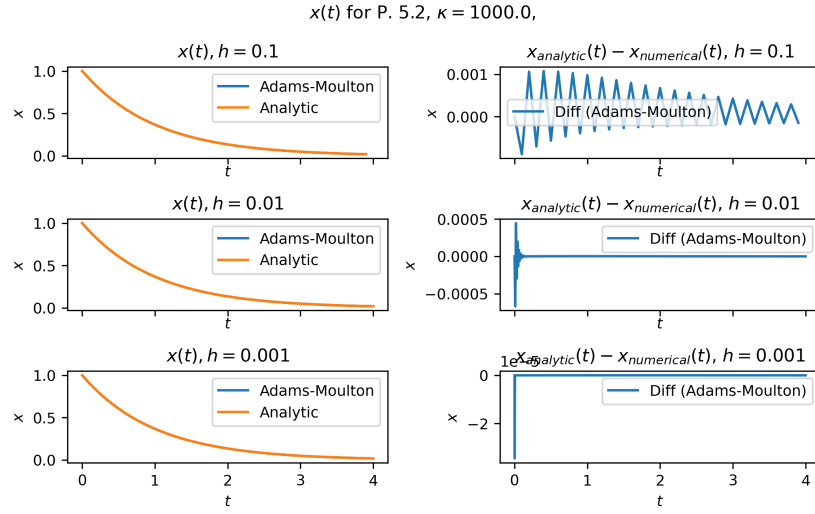 x(t) for P. 5.2, κ = 1000.0,
x(t), h = 0.1
x
1.0
0.5
0.0
Adams-Moulton
Analytic
t
x_analytic(t) − x_numerical(t), h = 0.1
x
0.001
0.000
Diff (Adams-Moulton)
t
x(t), h = 0.01
x
1.0
0.5
0.0
Adams-Moulton
Analytic
t
x_analytic(t) − x_numerical(t), h = 0.01
x
0.0005
0.0000
−0.0005
Diff (Adams-Moulton)
t
x(t), h = 0.001
x
1.0
0.5
0.0
Adams-Moulton
Analytic
0 1 2 3 4
t
1e−5
x_analytic(t) − x_numerical(t), h = 0.001
x
0
−2
Diff (Adams-Moulton)
0 1 2 3 4
t